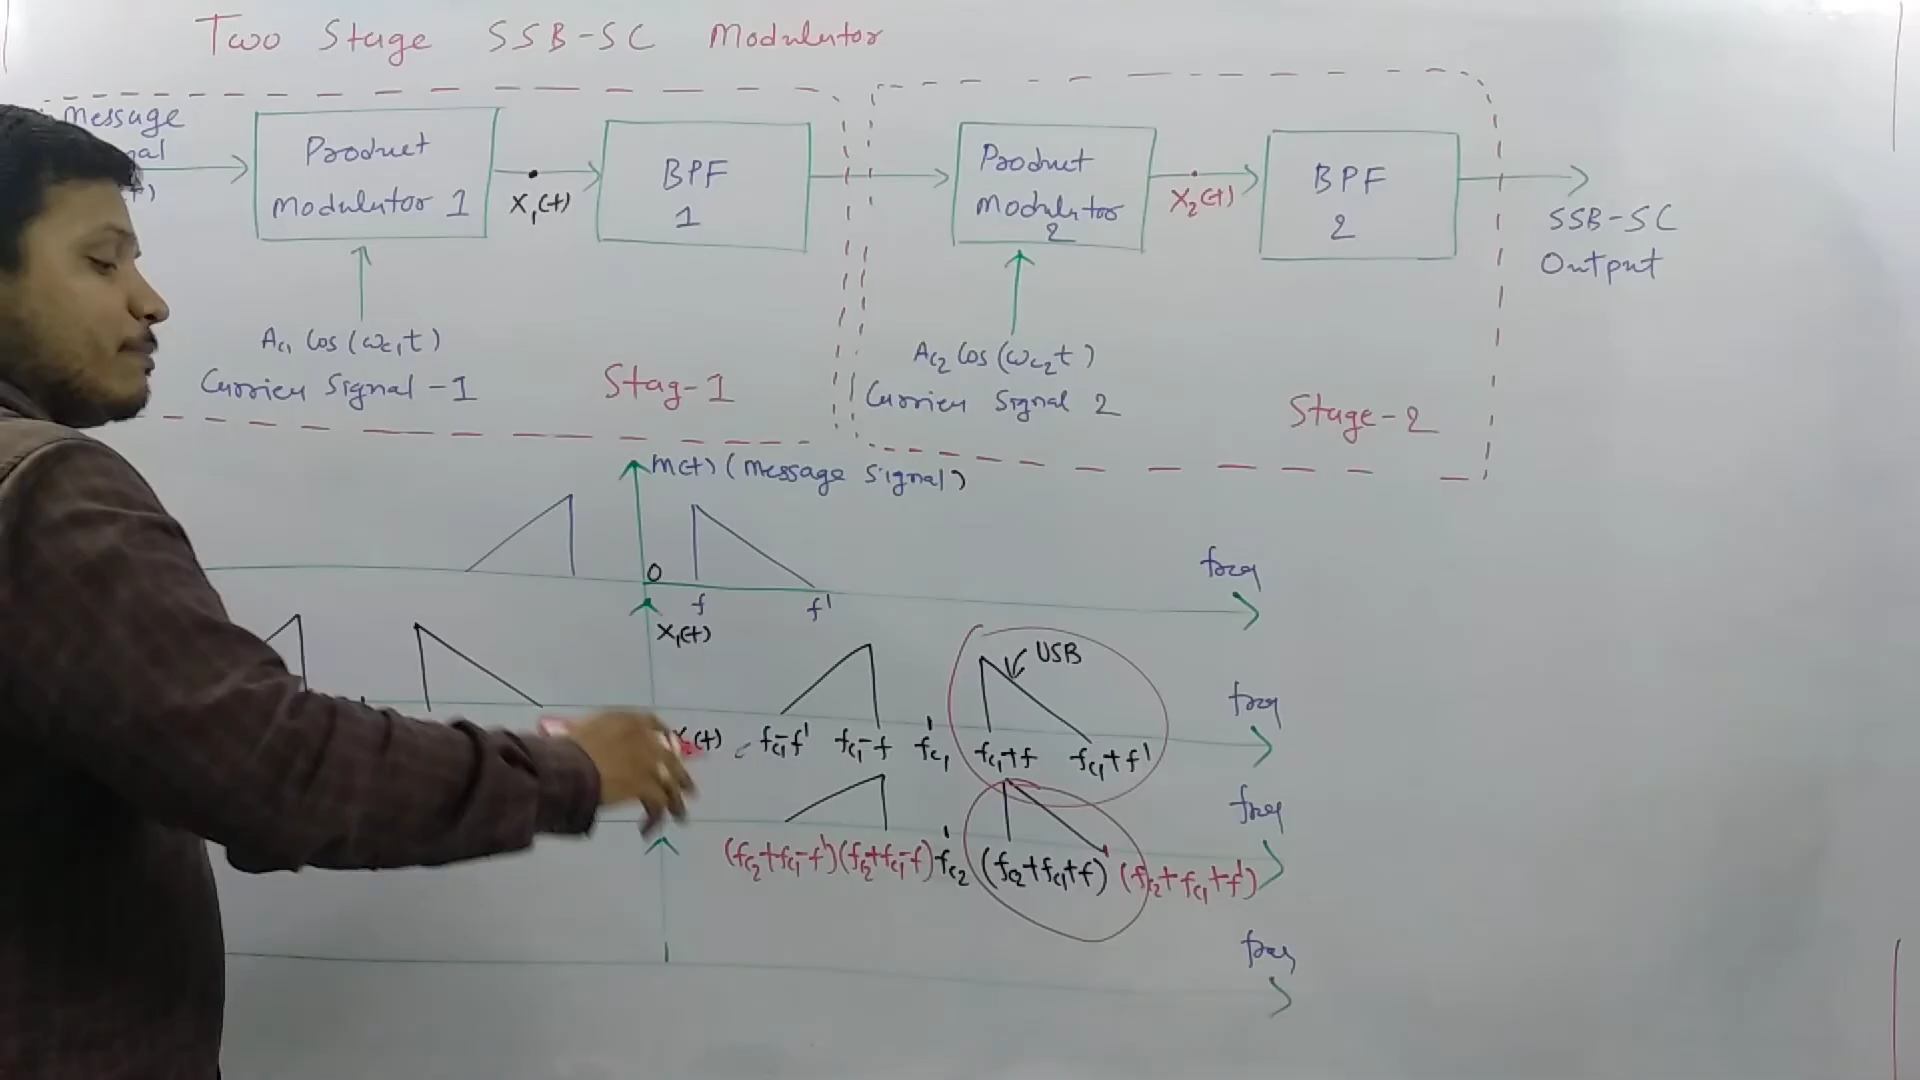 Two Stage SSB-SC Modulator
Message
nal
t)
Product
Modulator 1
X₁(t)
BPF
1
Product
Modulator
2
X₂(t)
BPF
2
SSB-SC
Output
Ac₁ Cos(ωc₁t)
Carrier Signal -1
Stag-1
Ac₂ Cos(ωc₂t)
Carrier Signal 2
Stage-2
m(t) (Message Signal)
0
f
f'
freq
X₁(t)
USB
freq
fc₁-f'
fc₁-f
fc₁
fc₁+f
fc₁+f'
X₂(t)
freq
(fc₂+fc₁-f')
(fc₂+fc₁-f)
fc₂
(fc₂+fc₁+f)
(fc₂+fc₁+f')
freq